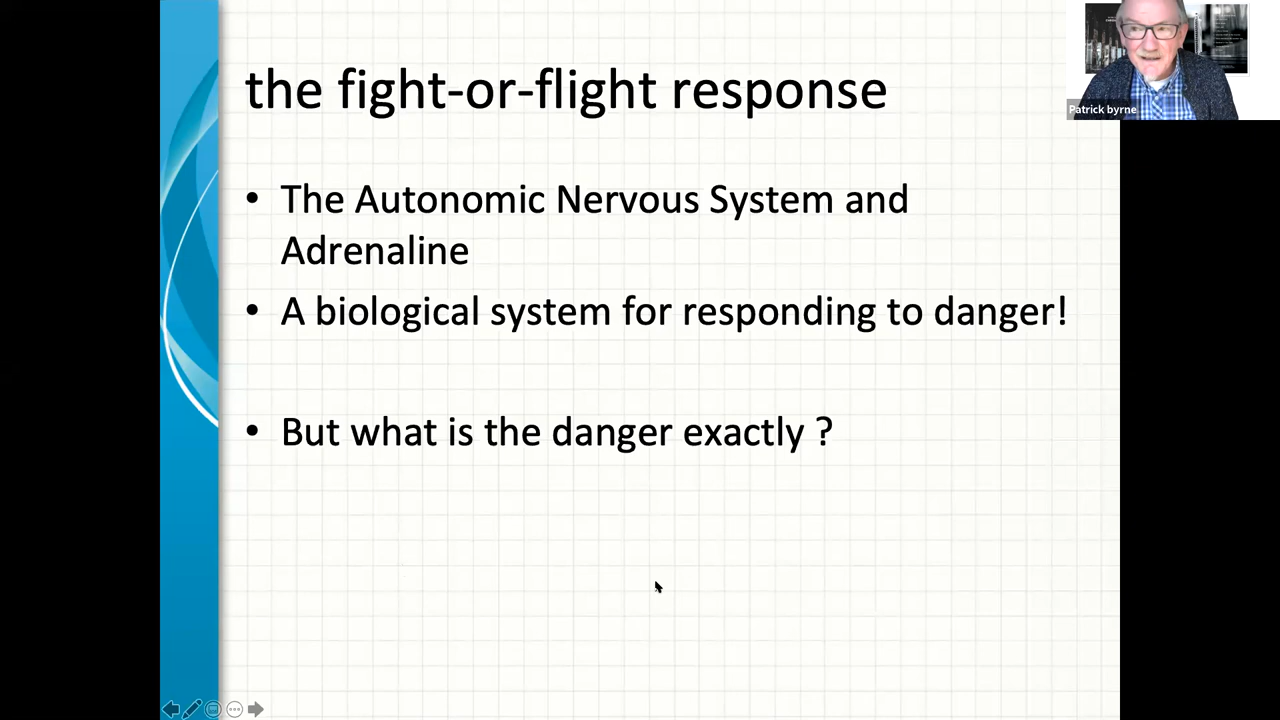 the fight-or-flight response
• The Autonomic Nervous System and
Adrenaline
• A biological system for responding to danger!
• But what is the danger exactly ?
Patrick byrne